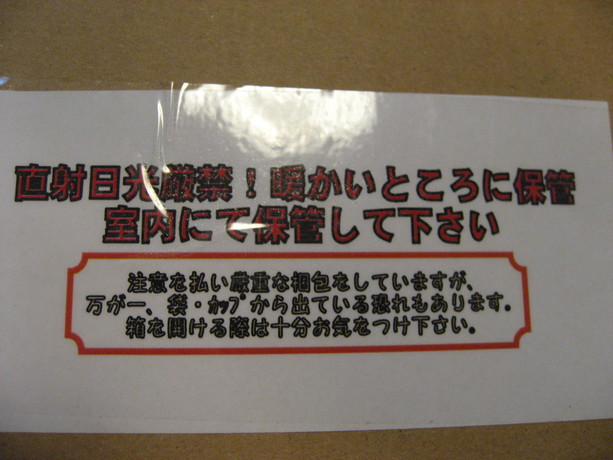 直射日光厳禁！暖かいところに保管
室内にて保管して下さい
注意を払い厳重な梱包をしていますが、
万が一、袋・ｶｯﾌﾟから出ている恐れもあります。
箱を開ける際は十分お気をつけ下さい。